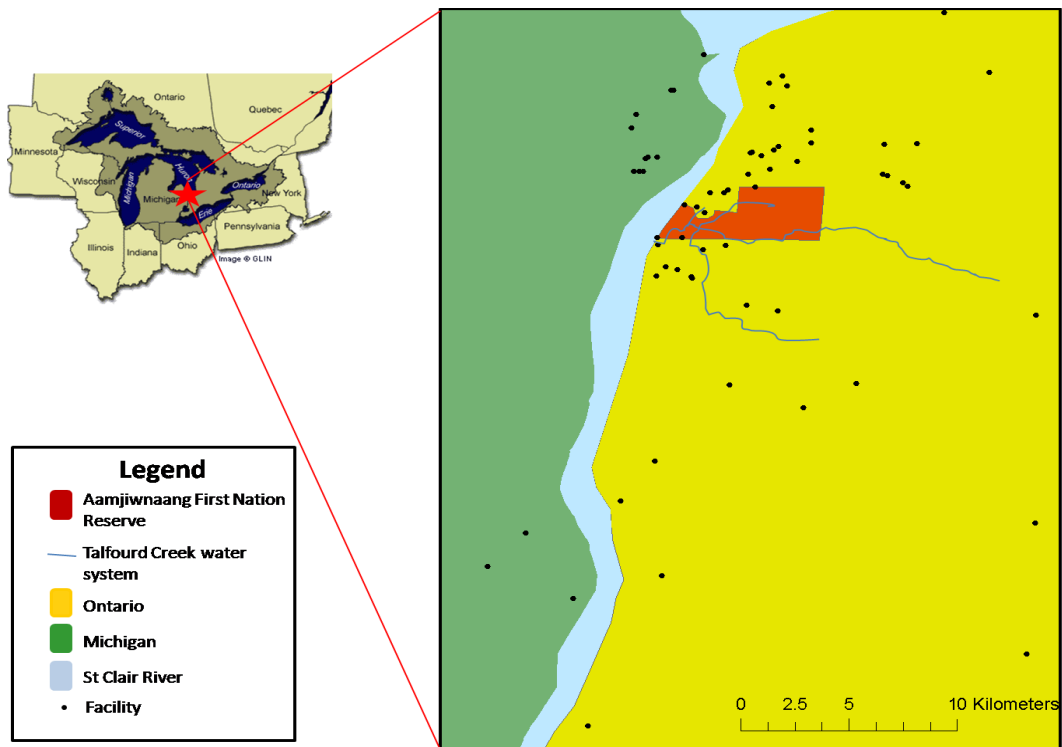 Ontario
Quebec
Superior
Minnesota
Huron
Wisconsin
Michigan
Ontario
Michigan
New York
Erie
Pennsylvania
Illinois
Indiana
Ohio
Image © GLIN
Legend
Aamjiwnaang First Nation
Reserve
Talfourd Creek water
system
Ontario
Michigan
St Clair River
Facility
0 2.5 5 10 Kilometers